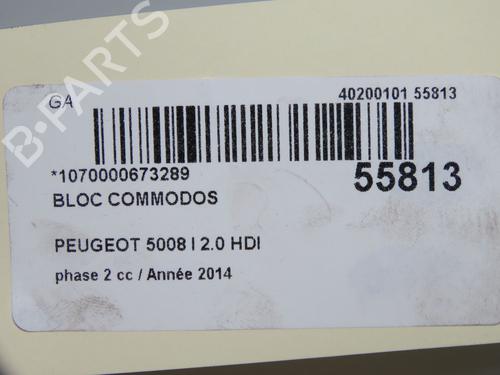 B-PARTS
GA
40200101 55813
*1070000673289
55813
BLOC COMMODOS
PEUGEOT 5008 I 2.0 HDI
phase 2 cc / Année 2014